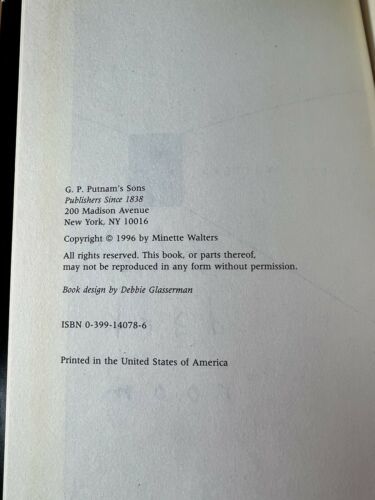 G. P. Putnam's Sons
Publishers Since 1838
200 Madison Avenue
New York, NY 10016
Copyright © 1996 by Minette Walters
All rights reserved. This book, or parts thereof,
may not be reproduced in any form without permission.
Book design by Debbie Glasserman
ISBN 0-399-14078-6
Printed in the United States of America